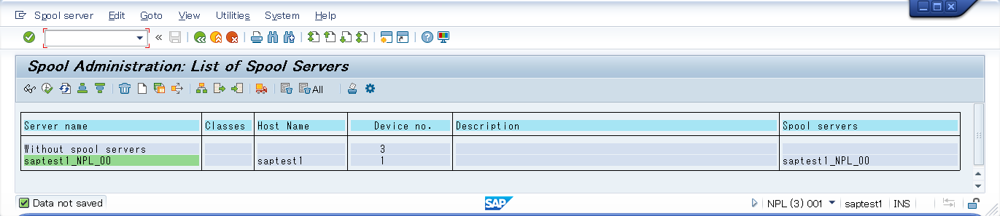 Spool server Edit Goto View Utilities System Help
«
Spool Administration: List of Spool Servers
All
Server name Classes Host Name Device no. Description Spool servers
Without spool servers 3
saptest1_NPL_00 saptest1 1 saptest1_NPL_00
Data not saved SAP NPL (3) 001 saptest1 INS